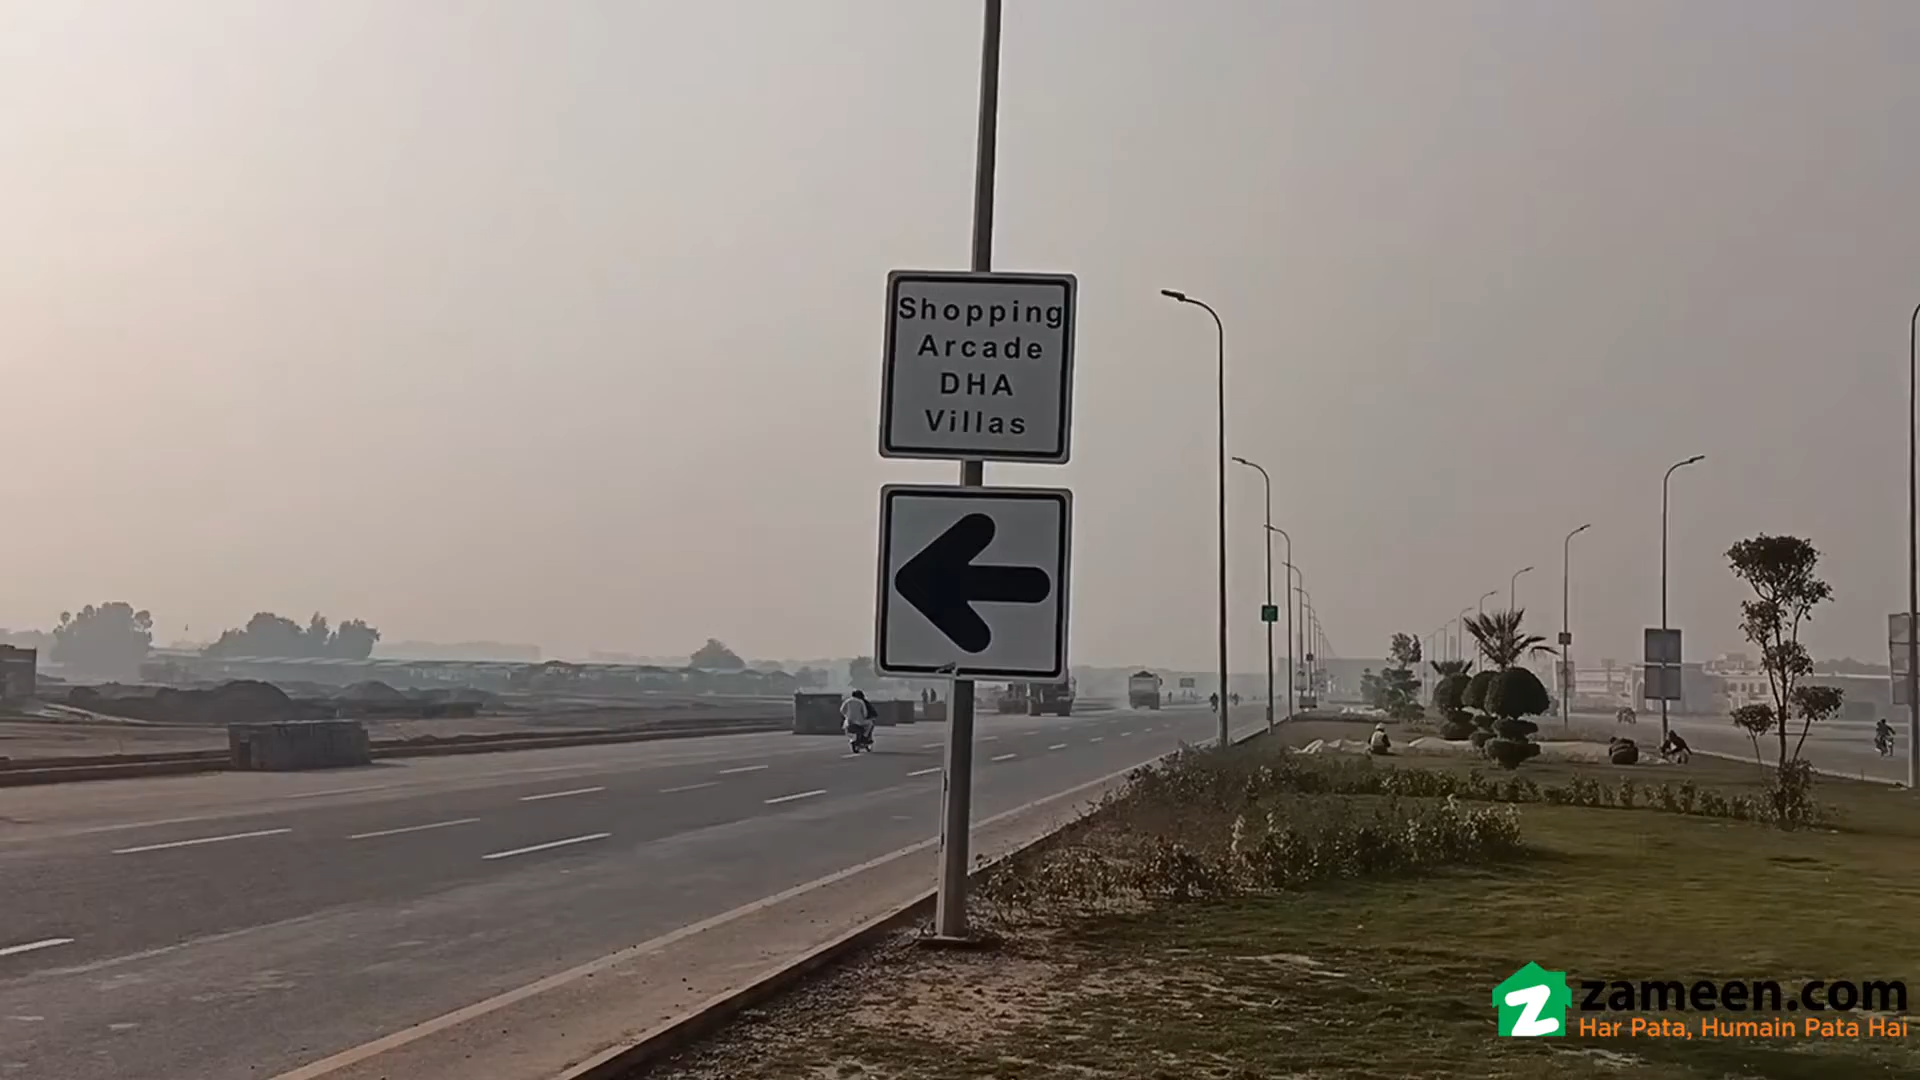 Shopping
Arcade
DHA
Villas
zameen.com
Har Pata, Humain Pata Hai